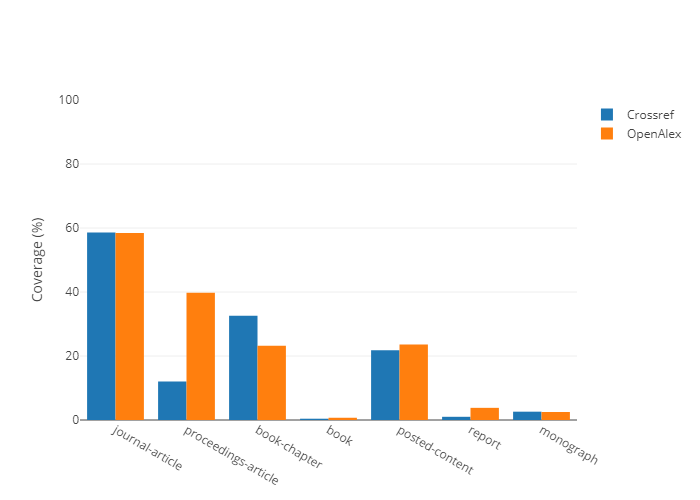 100
80
60
40
20
0
Coverage (%)
journal-article
proceedings-article
book-chapter
book
posted-content
report
monograph
Crossref
OpenAlex